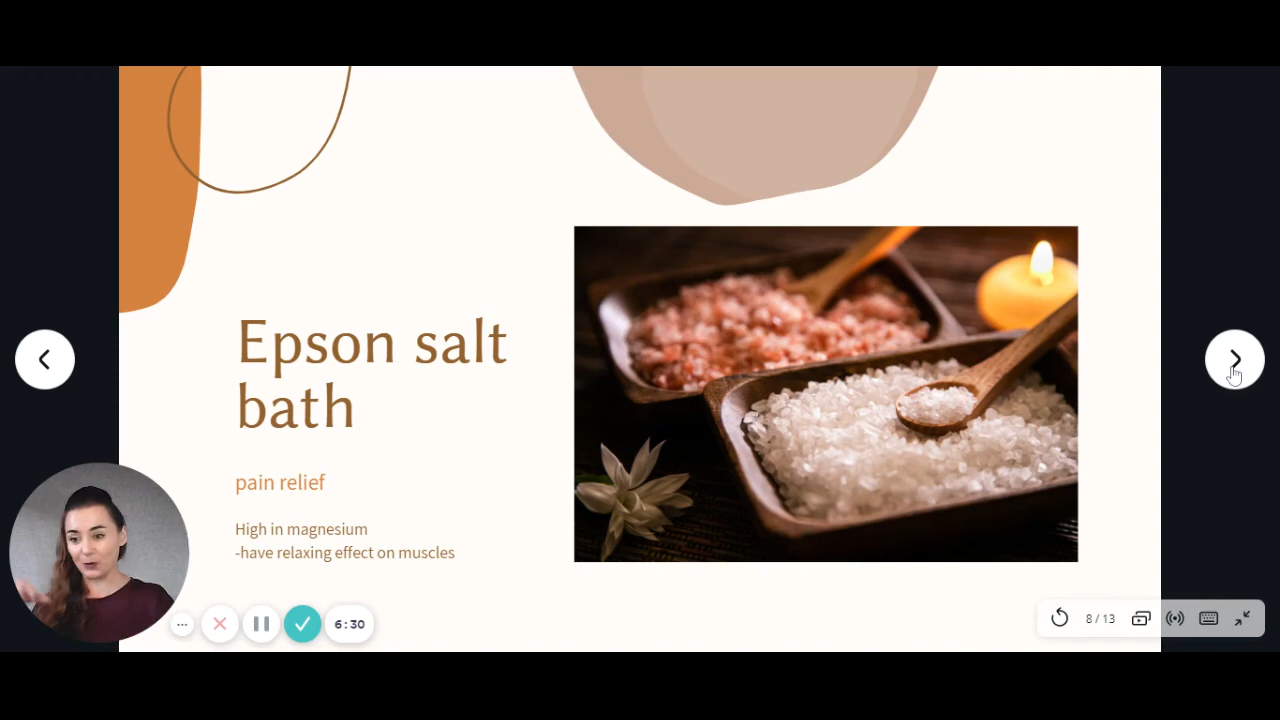 Epson salt
bath
pain relief
High in magnesium
-have relaxing effect on muscles
6:30
8 / 13